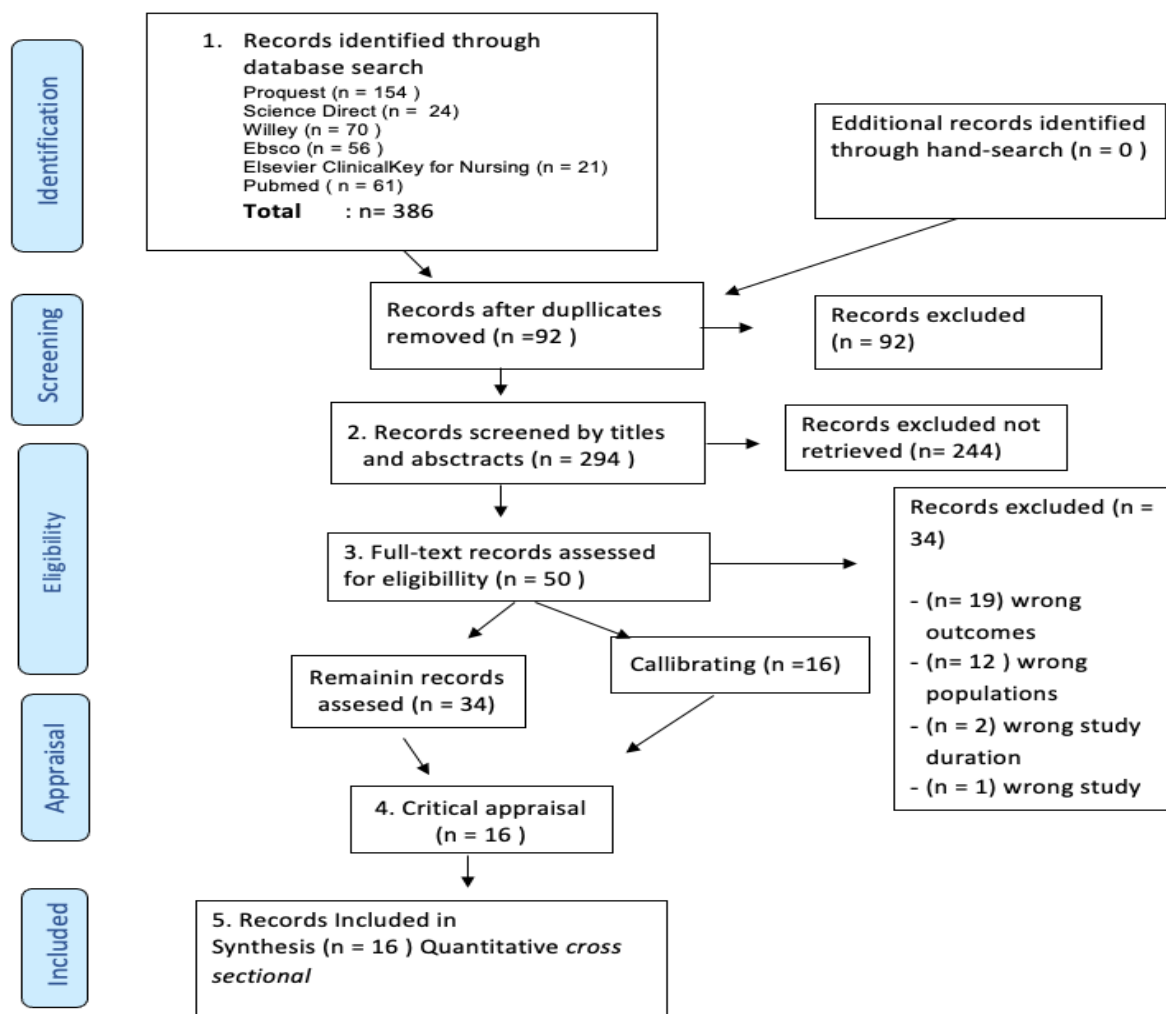 Identification
1. Records identified through
database search
Proquest (n = 154 )
Science Direct (n =  24)
Willey (n = 70 )
Ebsco (n = 56 )
Elsevier ClinicalKey for Nursing (n = 21)
Pubmed ( n = 61)
Total : n= 386
Edditional records identified
through hand-search (n = 0 )
Screening
Records after dupllicates
removed (n =92 )
Records excluded
(n = 92)
2. Records screened by titles
and absctracts (n = 294 )
Records excluded not
retrieved (n= 244)
Eligibility
3. Full-text records assessed
for eligibillity (n = 50 )
Records excluded (n =
34)
- (n= 19) wrong
outcomes
- (n= 12 ) wrong
populations
- (n = 2) wrong study
duration
- (n = 1) wrong study
Remainin records
assesed (n = 34)
Callibrating (n =16)
Appraisal
4. Critical appraisal
(n = 16 )
Included
5. Records Included in
Synthesis (n = 16 ) Quantitative cross
sectional